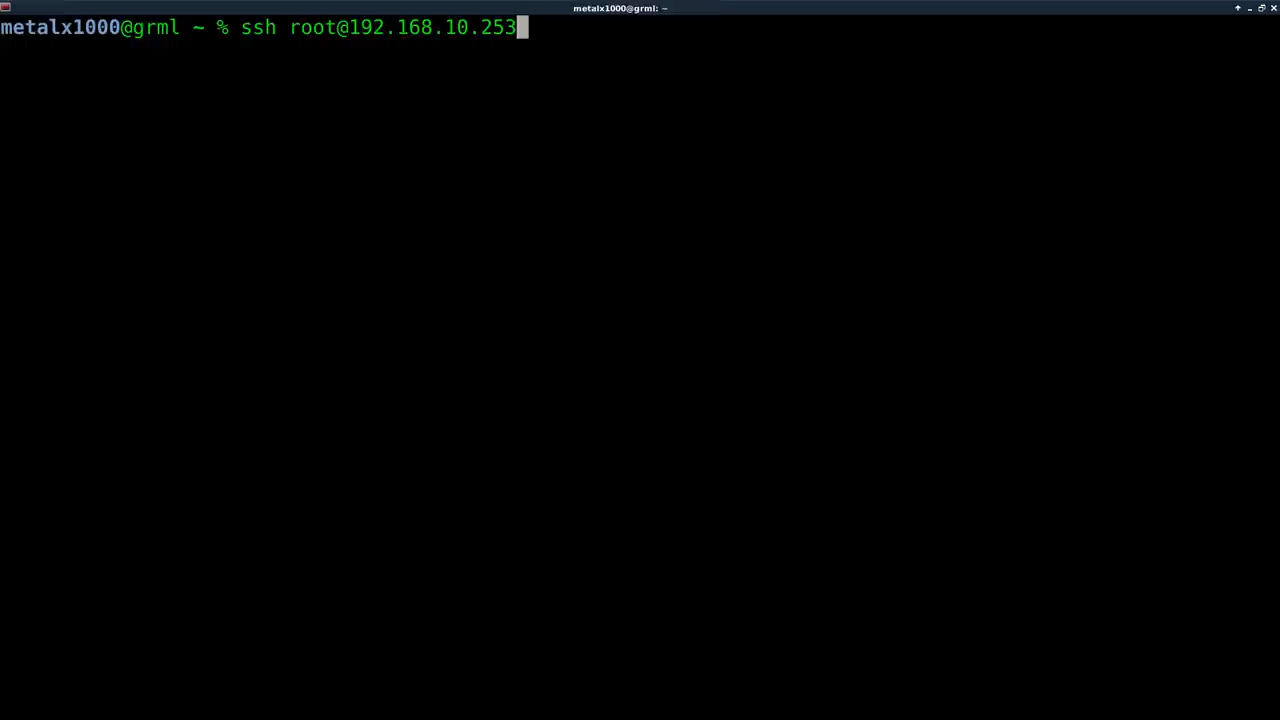 metalx1000@grml: ~
metalx1000@grml ~ % ssh root@192.168.10.253